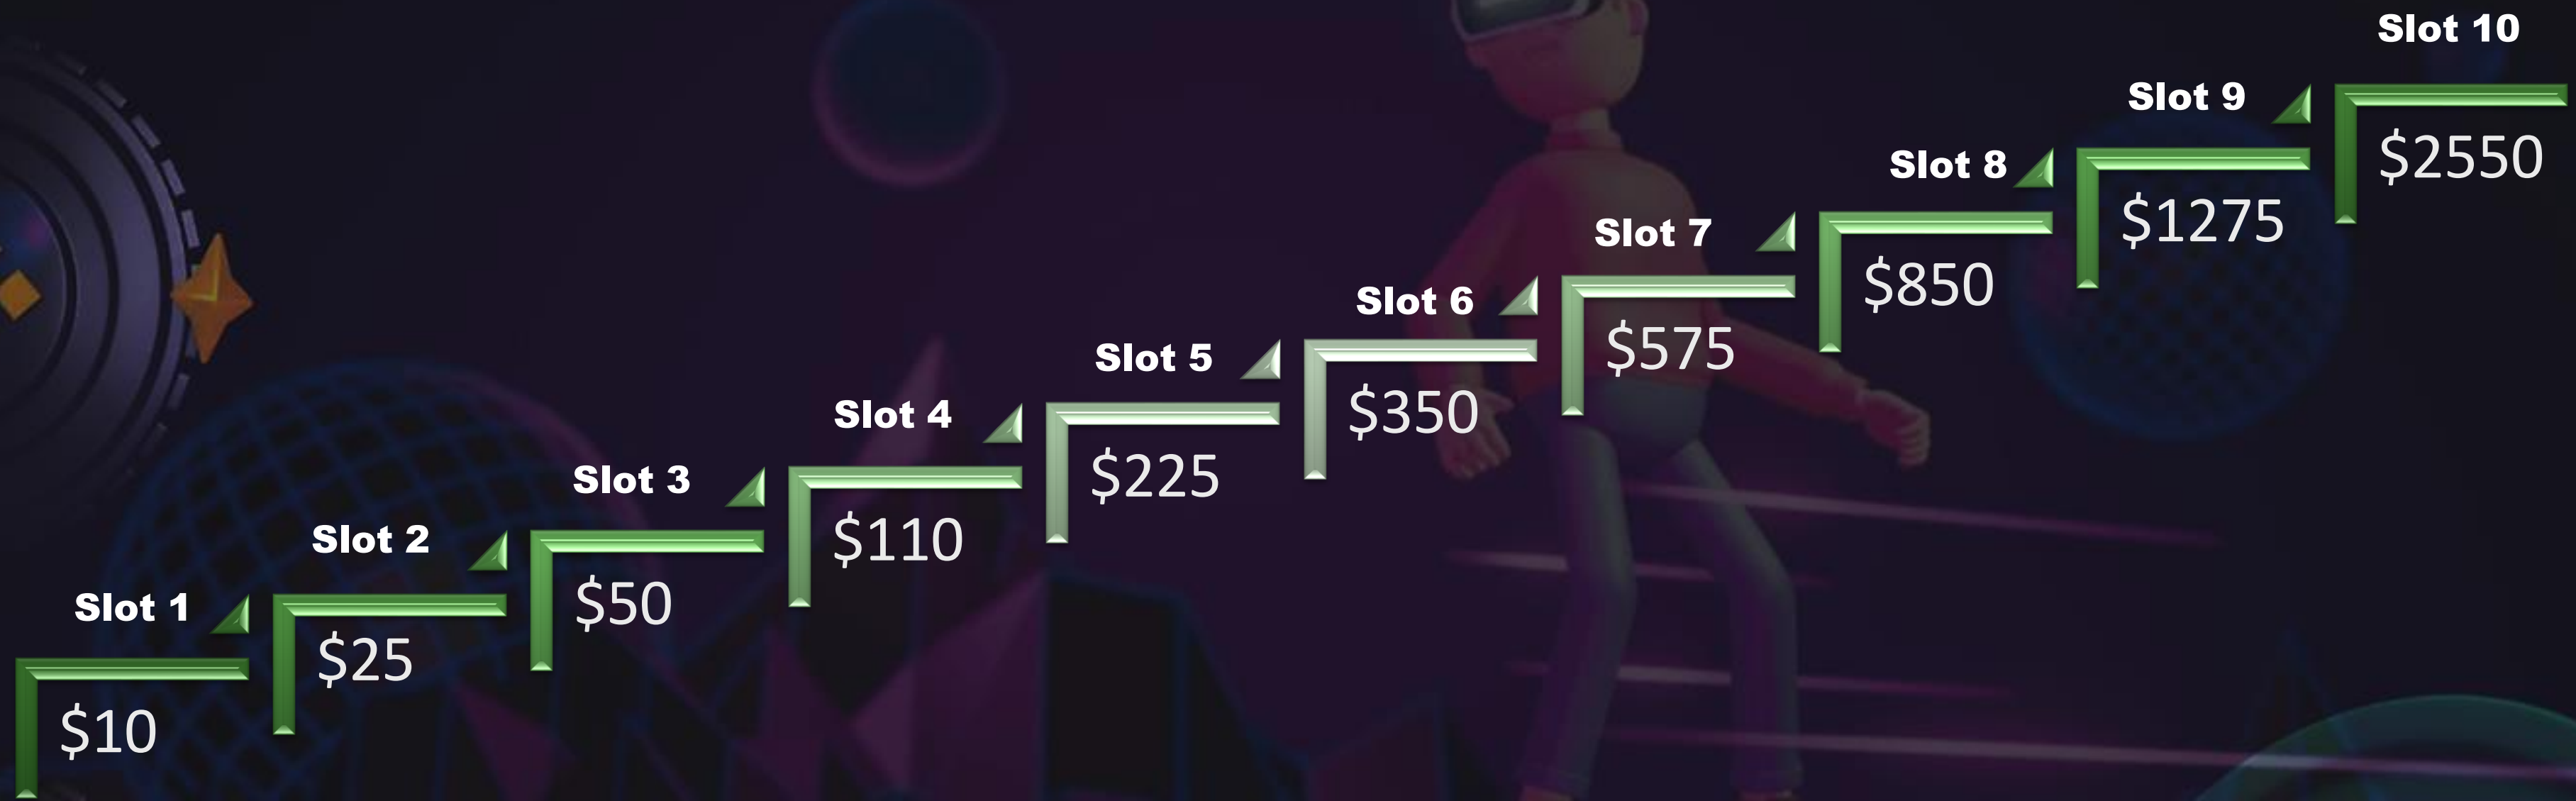 Slot 1
$10
Slot 2
$25
Slot 3
$50
Slot 4
$110
Slot 5
$225
Slot 6
$350
Slot 7
$575
Slot 8
$850
Slot 9
$1275
Slot 10
$2550